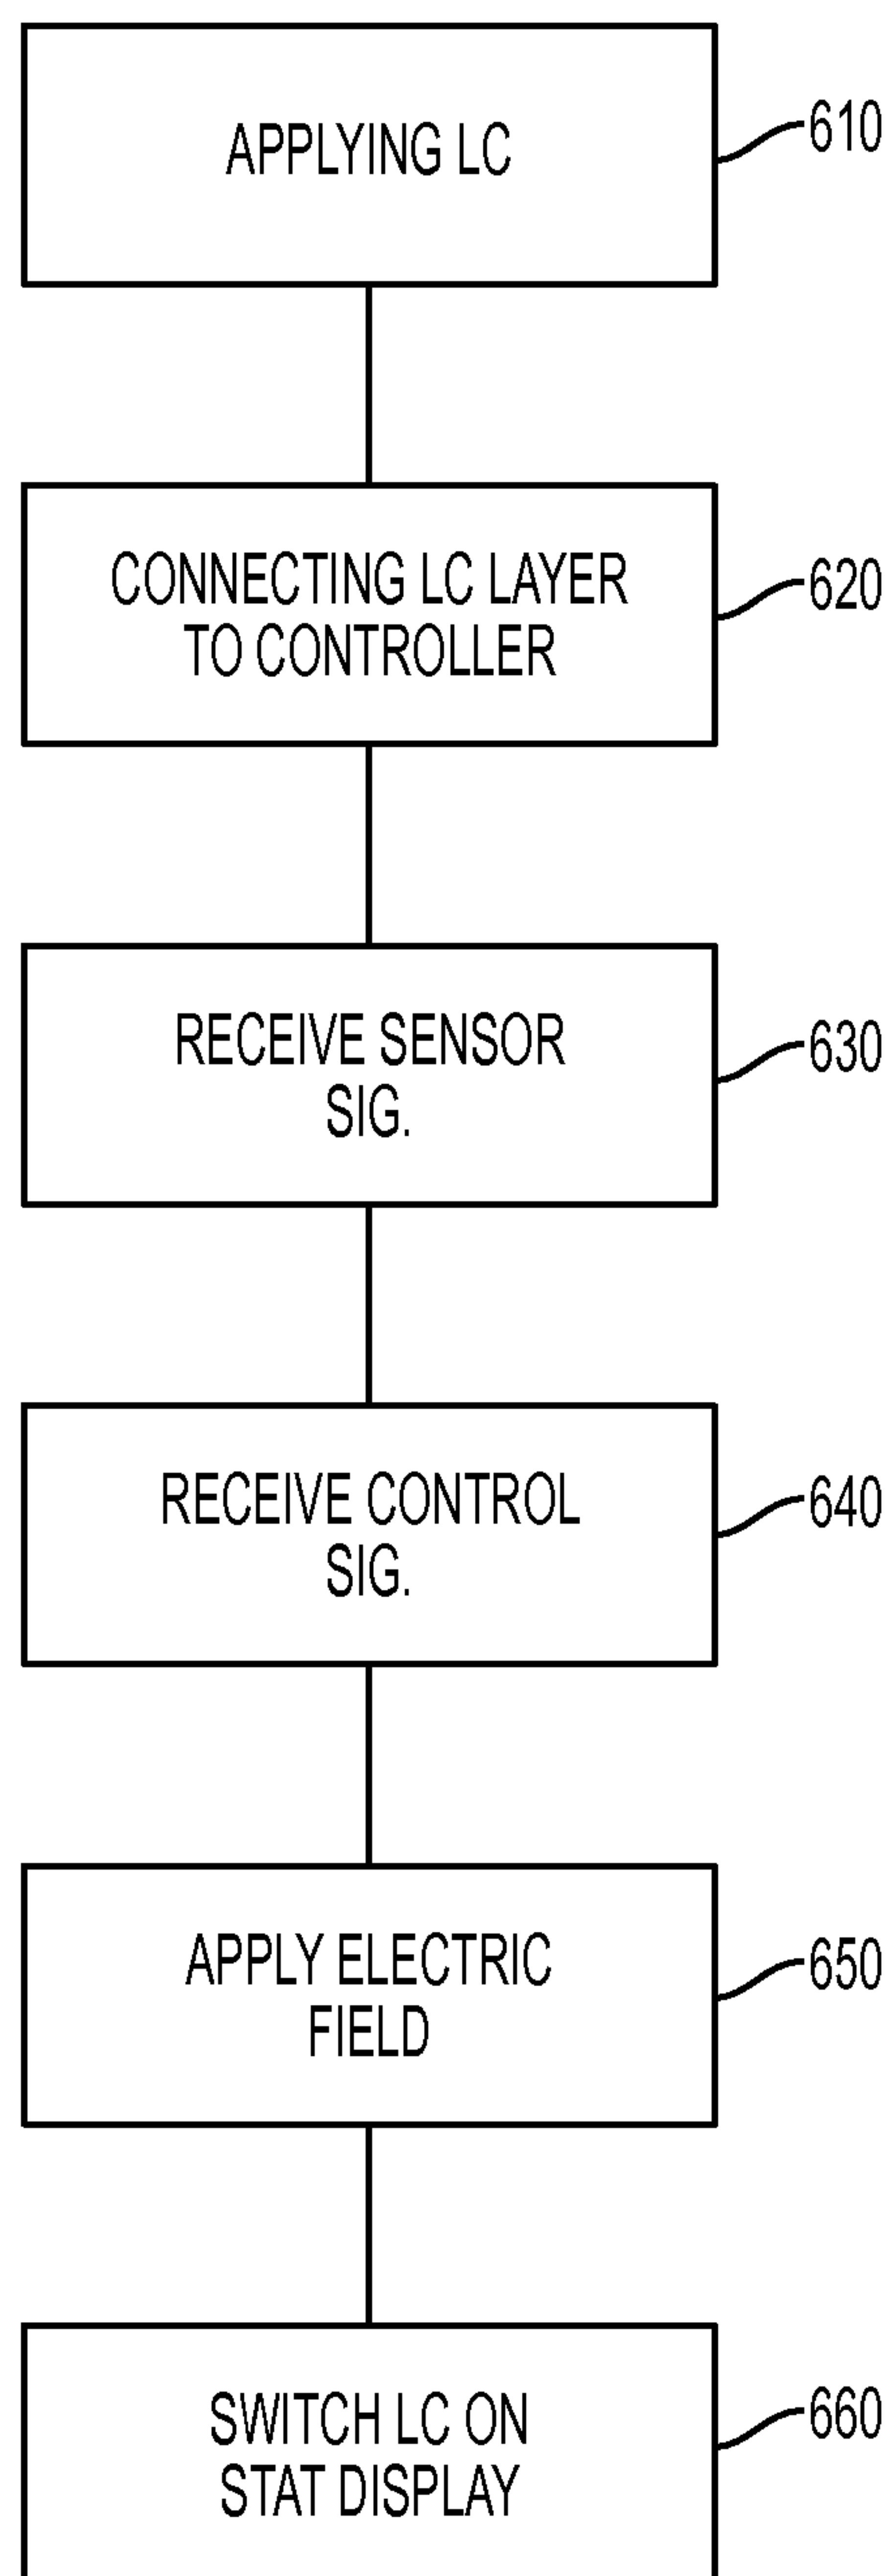 APPLYING LC
610
CONNECTING LC LAYER
TO CONTROLLER
620
RECEIVE SENSOR
SIG.
630
RECEIVE CONTROL
SIG.
640
APPLY ELECTRIC
FIELD
650
SWITCH LC ON
STAT DISPLAY
660